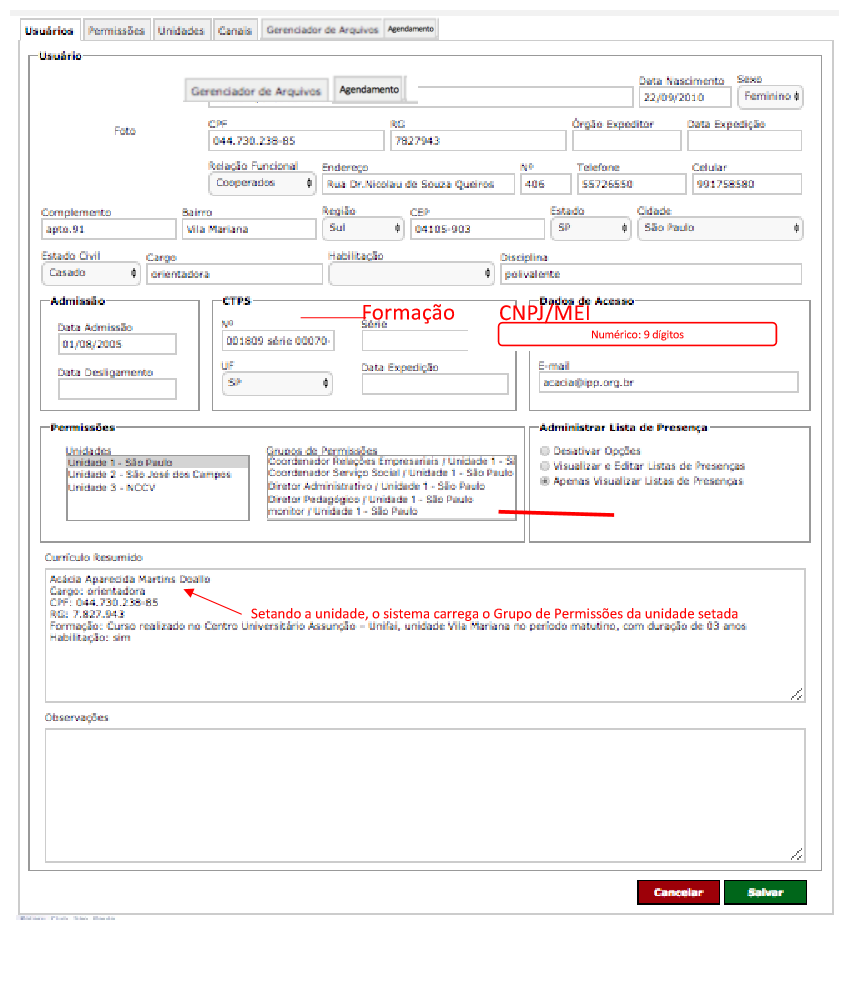 Usuários Permissões Unidades Canais Gerenciador de Arquivos Agendamento
Usuário
Gerenciador de Arquivos Agendamento
Data Nascimento Sexo
22/09/2010 Feminino
Foto
CPF RG Órgão Expeditor Data Expedição
044.730.238-85 7827943
Relação Funcional Endereço Nº Telefone Celular
Cooperados Rua Dr.Nicolau de Souza Queiros 406 55726550 991758580
Complemento Bairro Região CEP Estado Cidade
apto.91 Vila Mariana Sul 04105-903 SP São Paulo
Estado Civil Cargo Habilitação Disciplina
Casado orientadora polivalente
Admissão CTPS Dados de Acesso
Formação CNPJ/MEI
Data Admissão Nº Série
Numérico: 9 dígitos
01/08/2005 001809 série 00070-
Data Desligamento UF Data Expedição E-mail
SP acacia@ipp.org.br
Permissões Administrar Lista de Presença
Unidades Grupos de Permissões
Unidade 1 - São Paulo
Unidade 2 - São José dos Campos
Unidade 3 - NOCV
Coordenador Relações Empresariais / Unidade 1 - S
Coordenador Serviço Social / Unidade 1 - São Paulo
Diretor Administrativo / Unidade 1 - São Paulo
Diretor Pedagógico / Unidade 1 - São Paulo
monitor / Unidade 1 - São Paulo
Desativar Opções
Visualizar e Editar Listas de Presenças
Apenas Visualizar Listas de Presenças
Currículo Resumido
Acácia Aparecida Martins Doallo
Cargo: orientadora
CPF: 044.730.238-85
RG: 7.827.943
Setando a unidade, o sistema carrega o Grupo de Permissões da unidade setada
Formação: Curso realizado no Centro Universitário Assunção – Unifai, unidade Vila Mariana no período matutino, com duração de 03 anos
Habilitação: sim
Observações
Cancelar Salvar